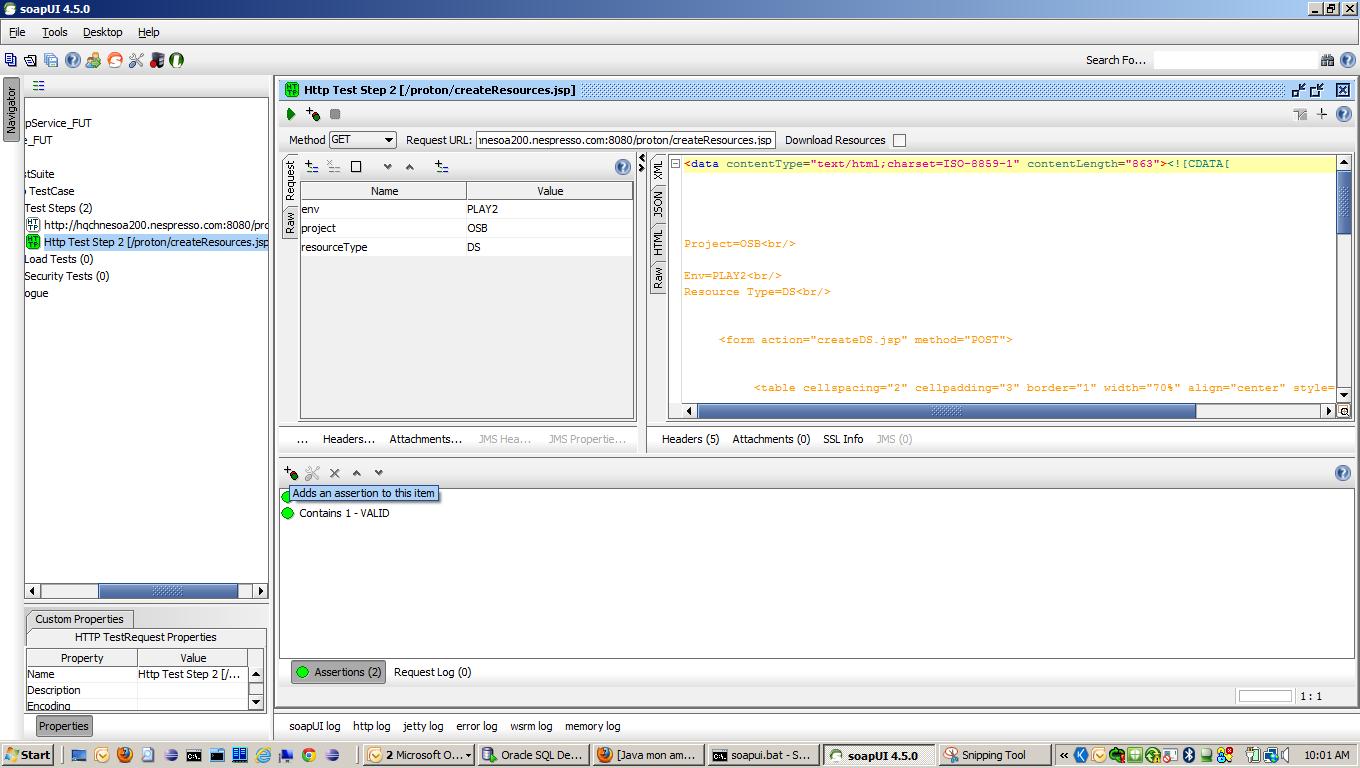 soapUI 4.5.0
File Tools Desktop Help
Search Fo...
Navigator
pService_FUT
_FUT
stSuite
TestCase
Test Steps (2)
http://hqchnesoa200.nespresso.com:8080/pro
Http Test Step 2 [/proton/createResources.jsp
Load Tests (0)
Security Tests (0)
ogue
Http Test Step 2 [/proton/createResources.jsp]
Method GET Request URL: nnesoa200.nespresso.com:8080/proton/createResources.jsp Download Resources
Request
Raw
Name Value
env PLAY2
project OSB
resourceType DS
... Headers... Attachments... JMS Hea... JMS Propertie...
XML
JSON
HTML
Raw
<data contentType="text/html;charset=ISO-8859-1" contentLength="863"><![CDATA[
Project=OSB<br/>
Env=PLAY2<br/>
Resource Type=DS<br/>
<form action="createDS.jsp" method="POST">
<table cellspacing="2" cellpadding="3" border="1" width="70%" align="center" style=
Headers (5) Attachments (0) SSL Info JMS (0)
Adds an assertion to this item
Contains 1 - VALID
Assertions (2) Request Log (0)
1 : 1
Custom Properties
HTTP TestRequest Properties
Property Value
Name Http Test Step 2 [/...
Description
Encoding
Properties
soapUI log http log jetty log error log wsrm log memory log
Start 2 Microsoft O... Oracle SQL De... [Java mon am... soapui.bat - S... soapUI 4.5.0 Snipping Tool 10:01 AM